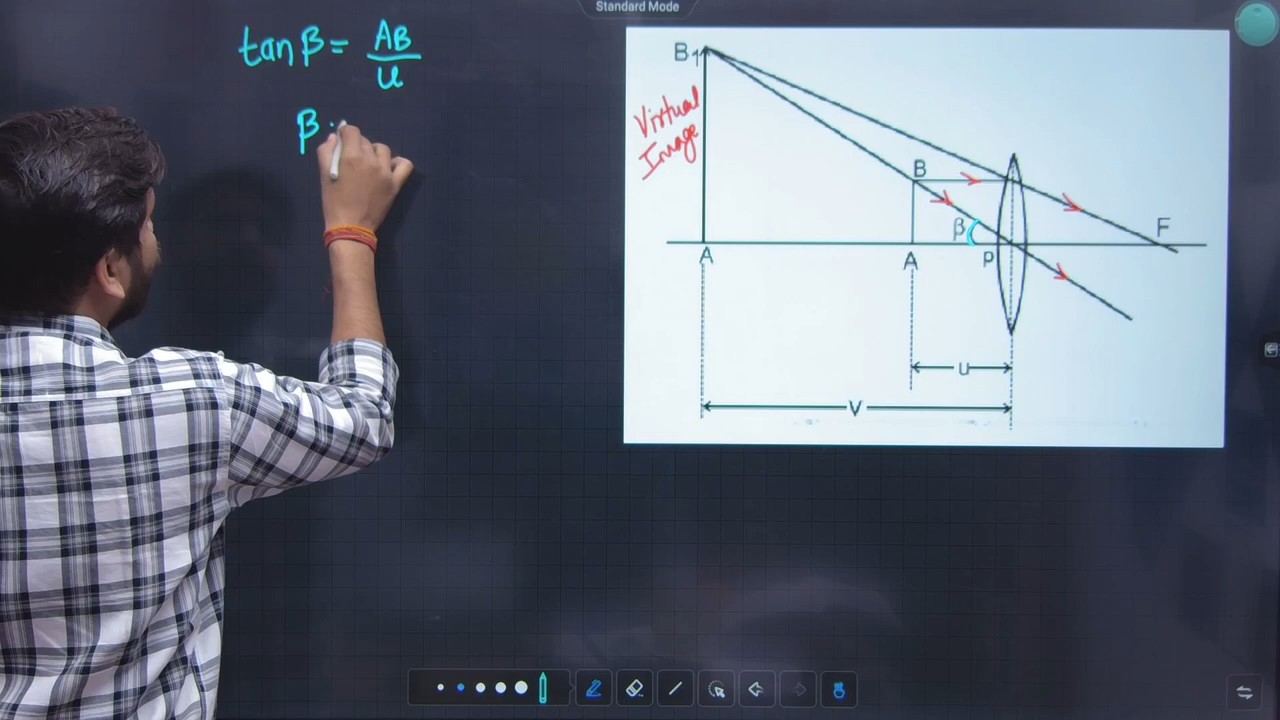 Standard Mode
tan β = AB/u
β
B1
Virtual
Image
B
β
F
A
A
P
u
V